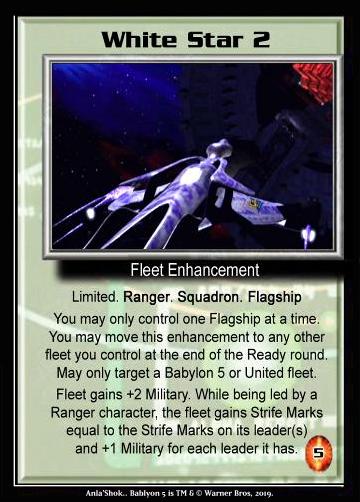 White Star 2
Fleet Enhancement
Limited. Ranger. Squadron. Flagship
You may only control one Flagship at a time.
You may move this enhancement to any other
fleet you control at the end of the Ready round.
May only target a Babylon 5 or United fleet.
Fleet gains +2 Military. While being led by a
Ranger character, the fleet gains Strife Marks
equal to the Strife Marks on its leader(s)
and +1 Military for each leader it has.
5
Anla'Shok.. Bablyon 5 is TM & © Warner Bros, 2019.